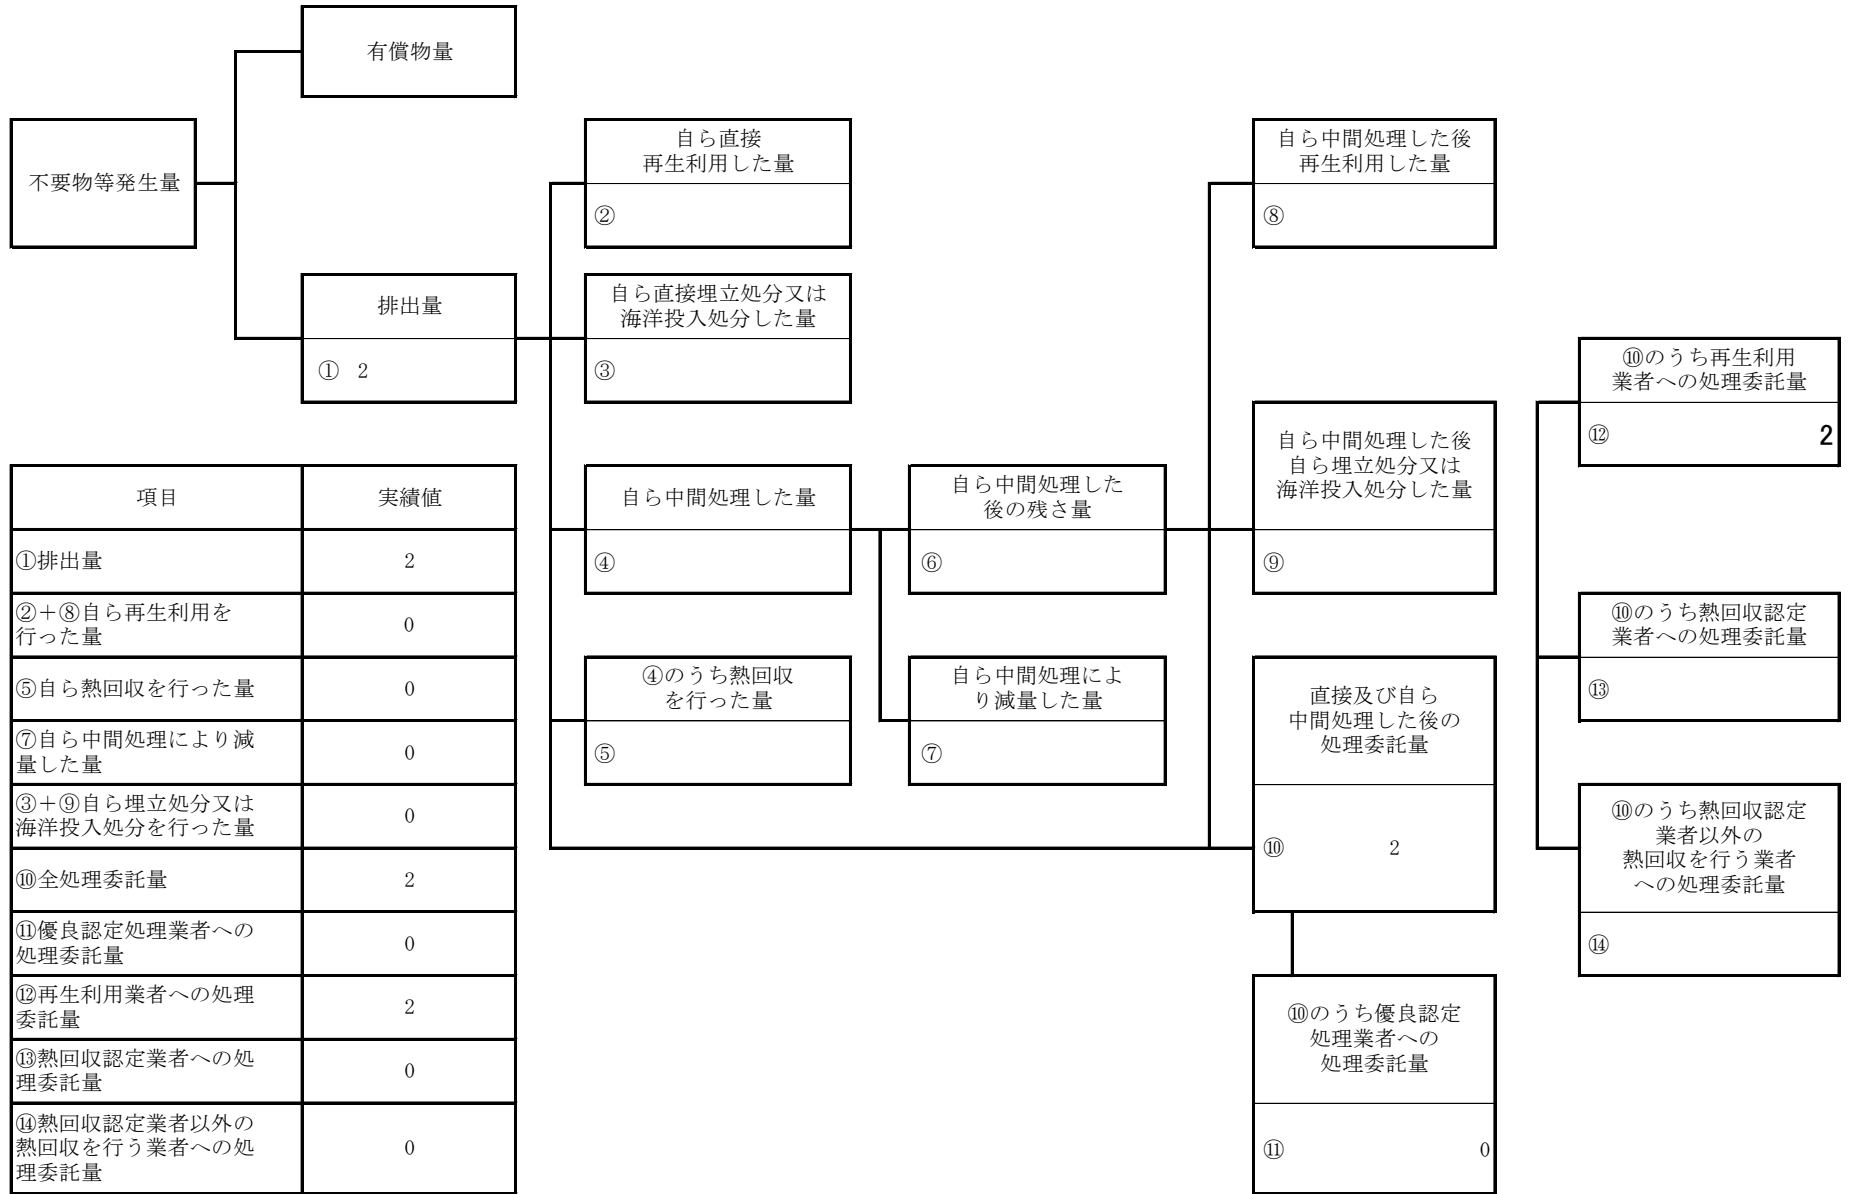 有償物量
不要物等発生量
排出量
① 2
自ら直接
再生利用した量
②
自ら直接埋立処分又は
海洋投入処分した量
③
自ら中間処理した量
④
④のうち熱回収
を行った量
⑤
自ら中間処理した
後の残さ量
⑥
自ら中間処理によ
り減量した量
⑦
自ら中間処理した後
再生利用した量
⑧
自ら中間処理した後
自ら埋立処分又は
海洋投入処分した量
⑨
直接及び自ら
中間処理した後の
処理委託量
⑩ 2
⑩のうち優良認定
処理業者への
処理委託量
⑪ 0
⑩のうち再生利用
業者への処理委託量
⑫ 2
⑩のうち熱回収認定
業者への処理委託量
⑬
⑩のうち熱回収認定
業者以外の
熱回収を行う業者
への処理委託量
⑭
項目 実績値
①排出量 2
②+⑧自ら再生利用を
行った量 0
⑤自ら熱回収を行った量 0
⑦自ら中間処理により減
量した量 0
③+⑨自ら埋立処分又は
海洋投入処分を行った量 0
⑩全処理委託量 2
⑪優良認定処理業者への
処理委託量 0
⑫再生利用業者への処理
委託量 2
⑬熱回収認定業者への処
理委託量 0
⑭熱回収認定業者以外の
熱回収を行う業者への処
理委託量 0